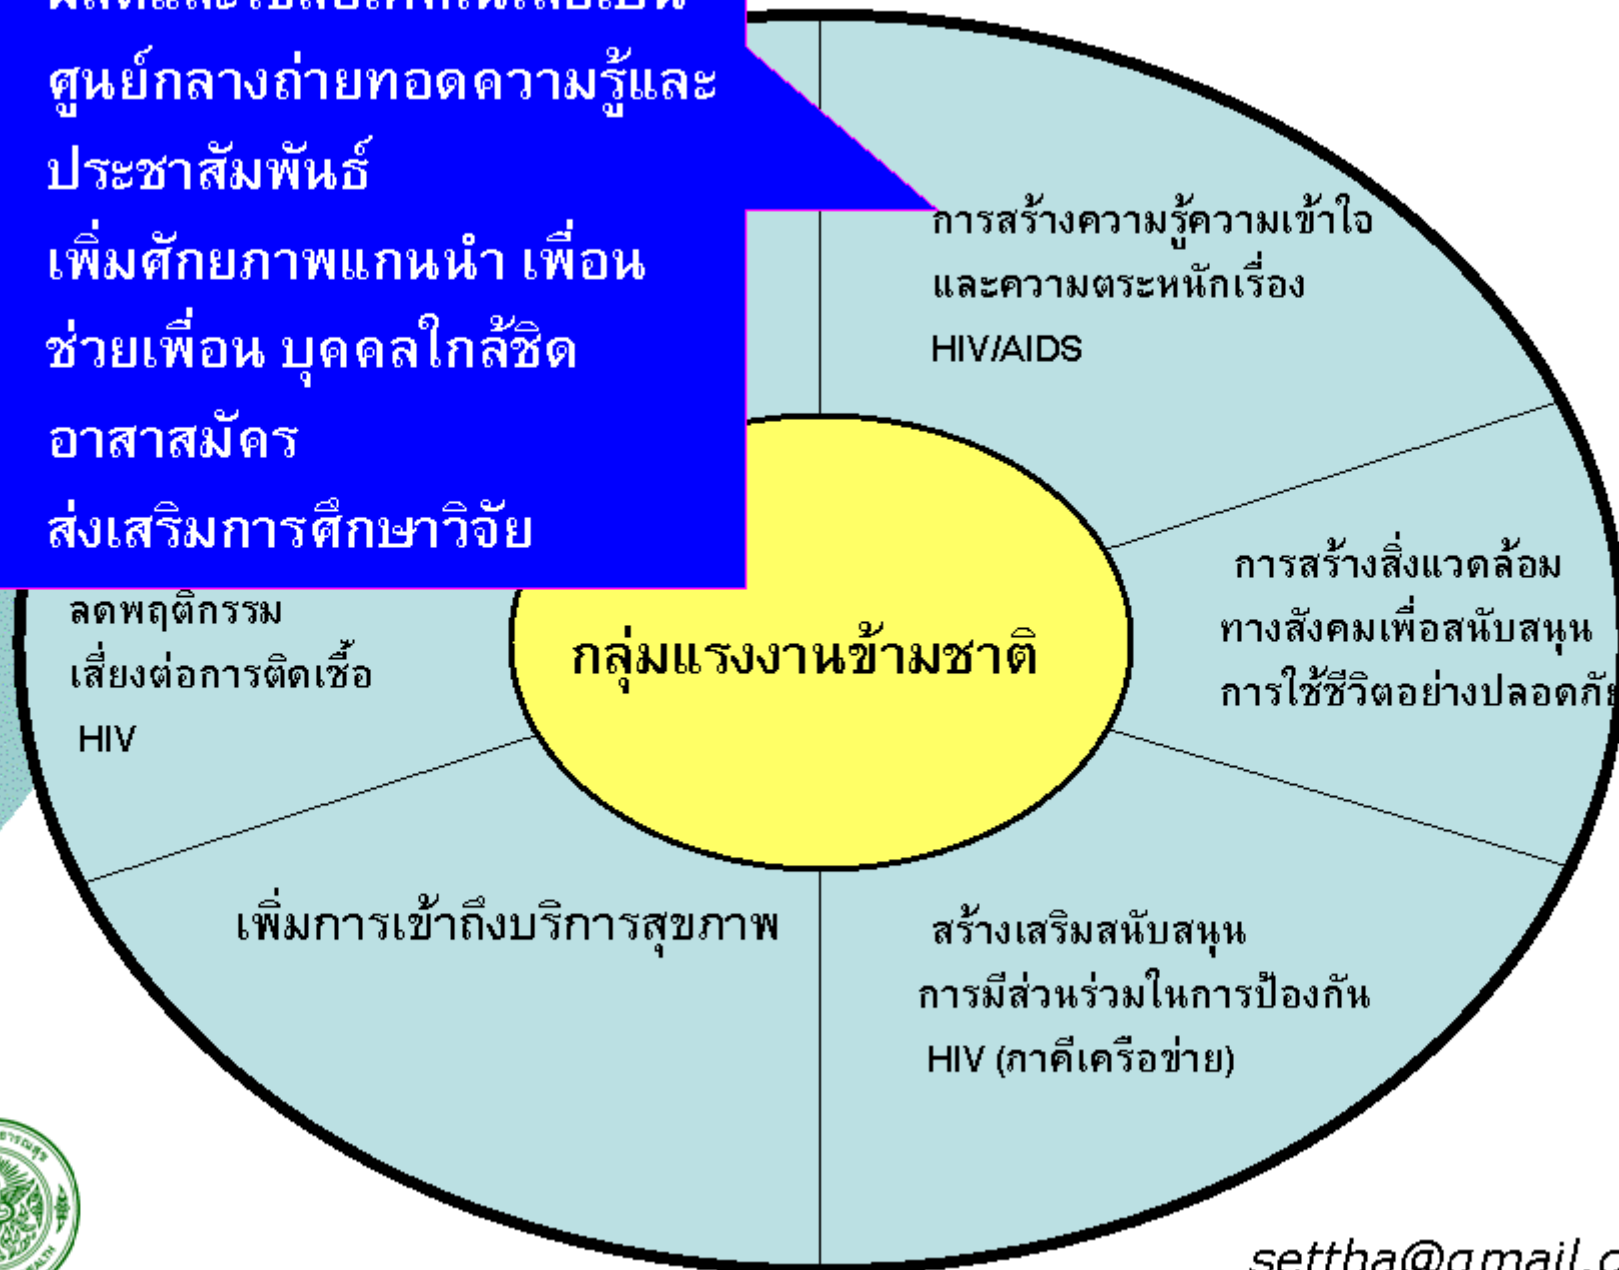 ศูนย์กลางถ่ายทอดความรู้และ
ประชาสัมพันธ์
เพิ่มศักยภาพแกนนำ เพื่อน
ช่วยเพื่อน บุคคลใกล้ชิด
อาสาสมัคร
ส่งเสริมการศึกษาวิจัย
การสร้างความรู้ความเข้าใจ
และความตระหนักเรื่อง
HIV/AIDS
การสร้างสิ่งแวดล้อม
ทางสังคมเพื่อสนับสนุน
การใช้ชีวิตอย่างปลอดภัย
ลดพฤติกรรม
เสี่ยงต่อการติดเชื้อ
HIV
กลุ่มแรงงานข้ามชาติ
เพิ่มการเข้าถึงบริการสุขภาพ
สร้างเสริมสนับสนุน
การมีส่วนร่วมในการป้องกัน
HIV (ภาคีเครือข่าย)
settha@gmail.c